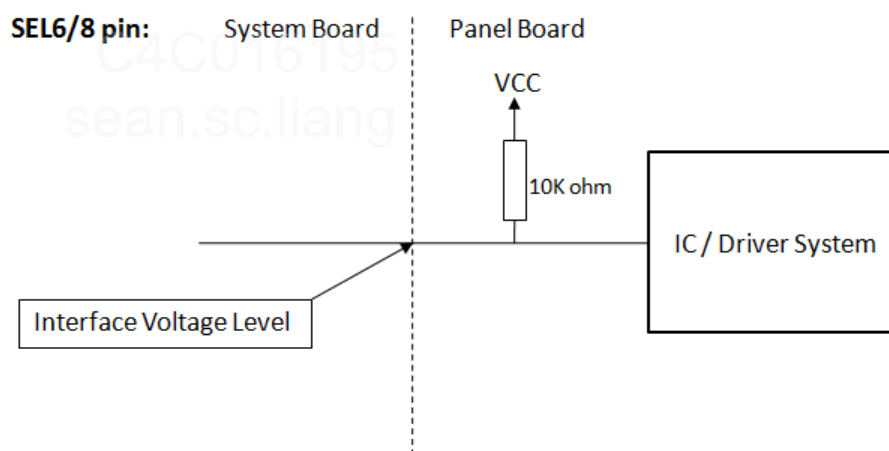 SEL6/8 pin: System Board Panel Board
C4C016195
sean.sc.liang
VCC
10K ohm
IC / Driver System
Interface Voltage Level